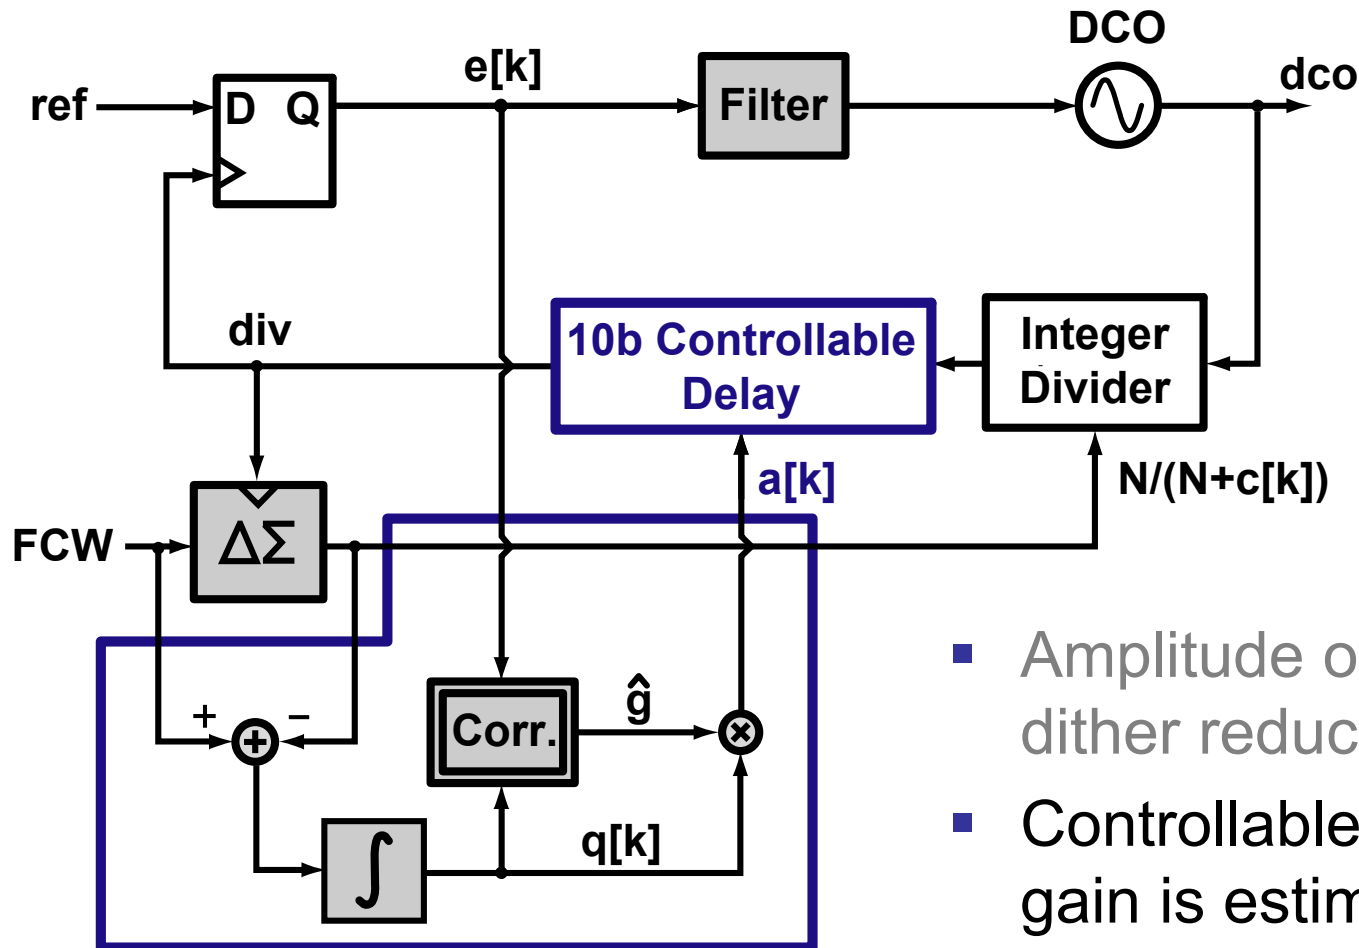 DCO
e[k]
dco
ref
D Q
Filter
div
10b Controllable
Delay
Integer
Divider
a[k]
N/(N+c[k])
FCW
ΔΣ
+
−
+
Corr.
ĝ
×
∫
q[k]
▪ Amplitude o
dither reduc
▪ Controllable
gain is estim